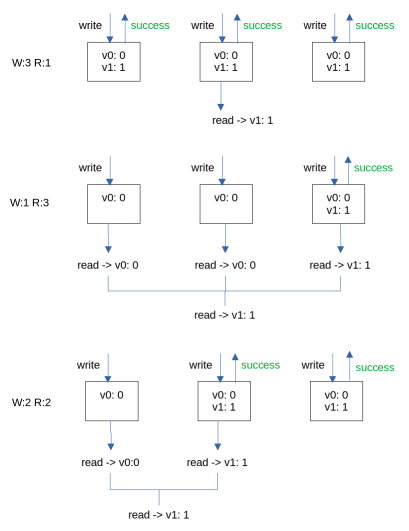 write success write success write success
W:3 R:1
v0: 0 v0: 0 v0: 0
v1: 1 v1: 1 v1: 1
read -> v1: 1
write write write success
W:1 R:3
v0: 0 v0: 0 v0: 0
v1: 1
read -> v0: 0 read -> v0: 0 read -> v1: 1
read -> v1: 1
write write success write success
W:2 R:2
v0: 0 v0: 0 v0: 0
v1: 1 v1: 1
read -> v0:0 read -> v1: 1
read -> v1: 1